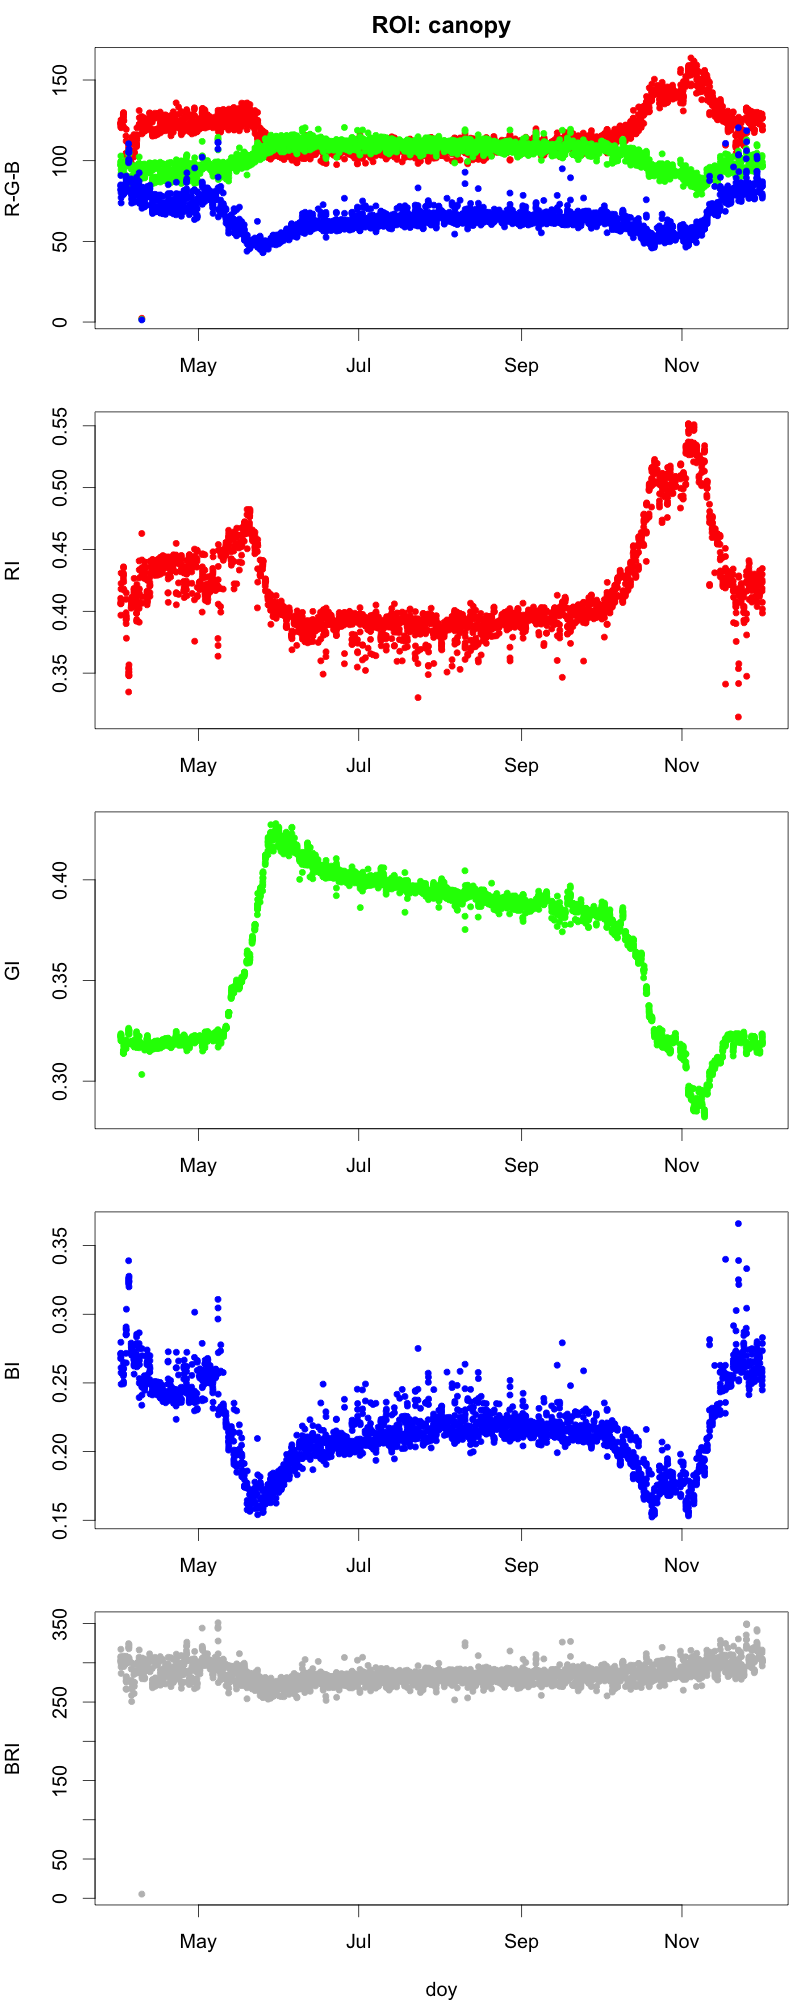 ROI: canopy
R-G-B
150
100
50
0
May Jul Sep Nov
RI
0.55
0.50
0.45
0.40
0.35
May Jul Sep Nov
GI
0.40
0.35
0.30
May Jul Sep Nov
BI
0.35
0.30
0.25
0.20
0.15
May Jul Sep Nov
BRI
350
250
150
50
0
May Jul Sep Nov
doy